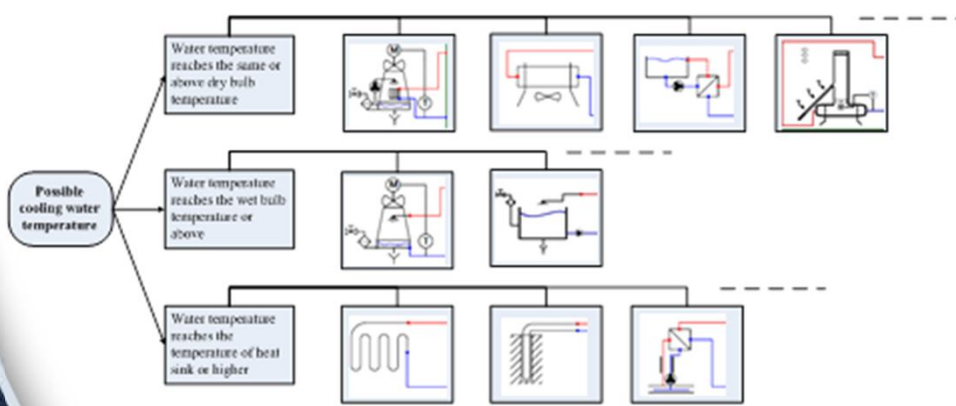 Water temperature
reaches the same or
above dry bulb
temperature
M
T
Possible
cooling water
temperature
Water temperature
reaches the wet bulb
temperature or
above
M
T
Water temperature
reaches the
temperature of heat
sink or higher